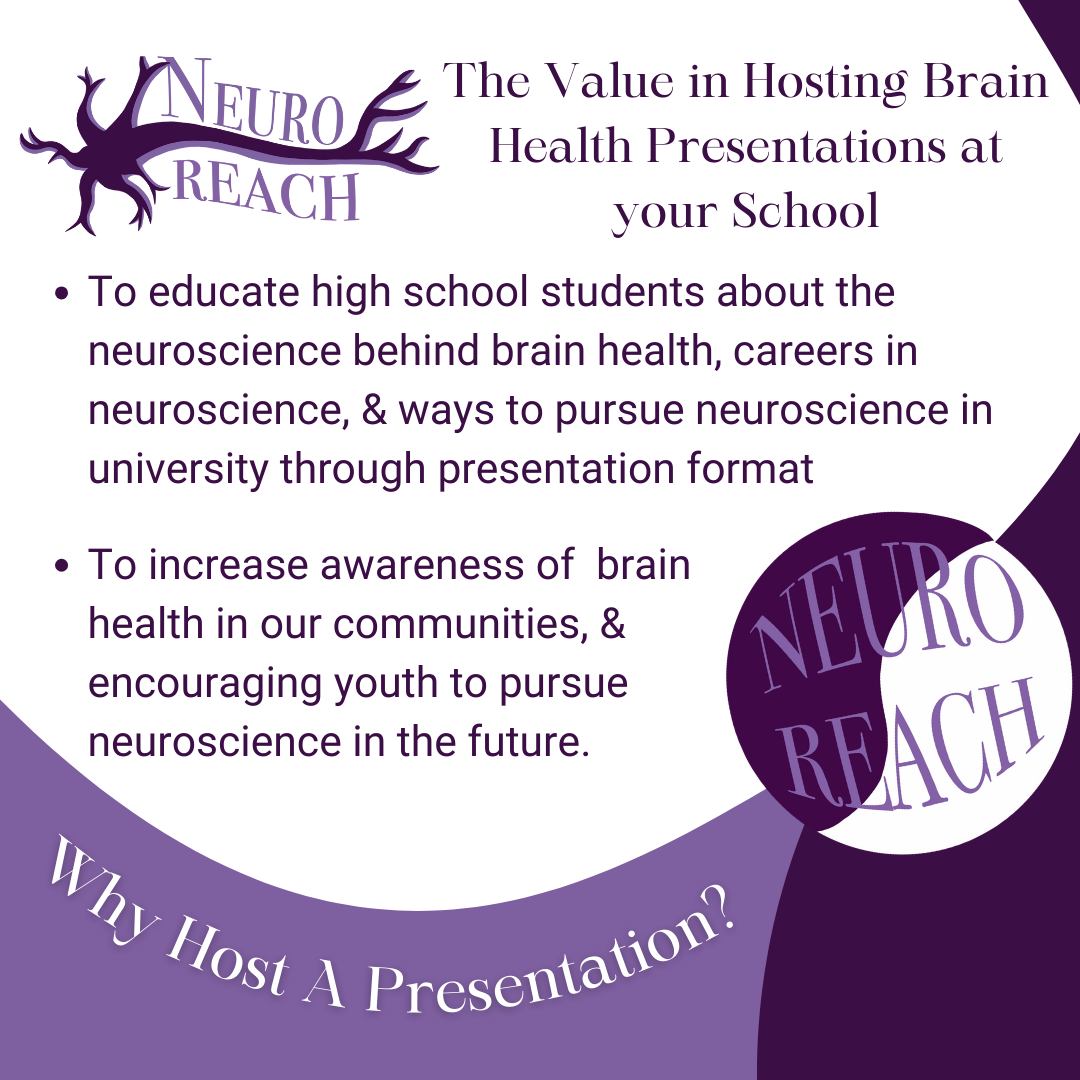 NEURO
REACH
The Value in Hosting Brain
Health Presentations at
your School
• To educate high school students about the
neuroscience behind brain health, careers in
neuroscience, & ways to pursue neuroscience in
university through presentation format
• To increase awareness of  brain
health in our communities, &
encouraging youth to pursue
neuroscience in the future.
NEURO
REACH
Why Host A Presentation?